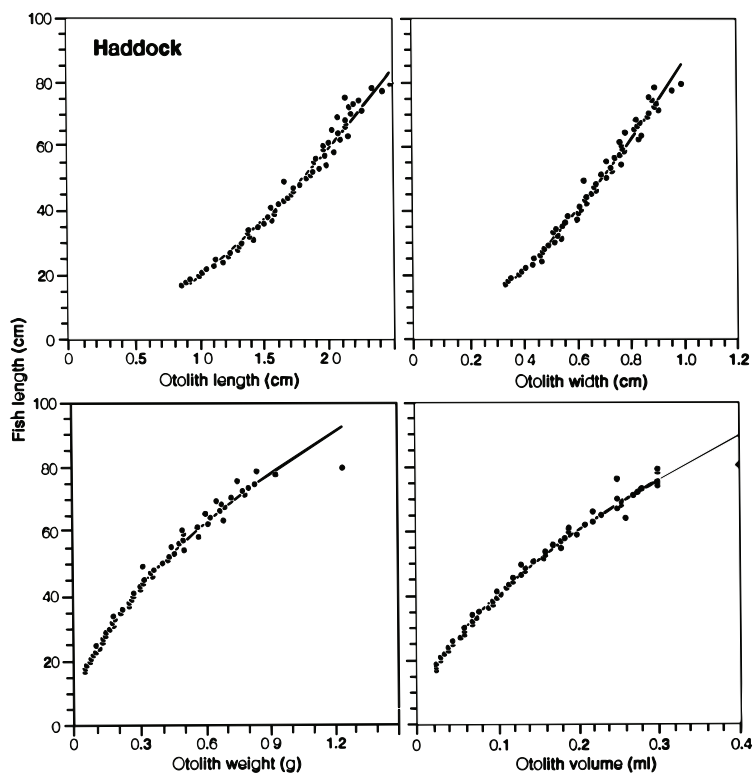 Haddock
100
80
60
40
20
0
0 0.5 1 0 1.5 2 0
Otolith length (cm)
0 0.2 0 4 0.6 0.8 1.0 1.2
Otolith width (cm)
Fish length (cm)
100
80
60
40
20
0
0 0.3 0.6 0 9 1.2
Otolith weight (g)
0 0.1 0.2 0.3 0.4
Otolith volume (ml)